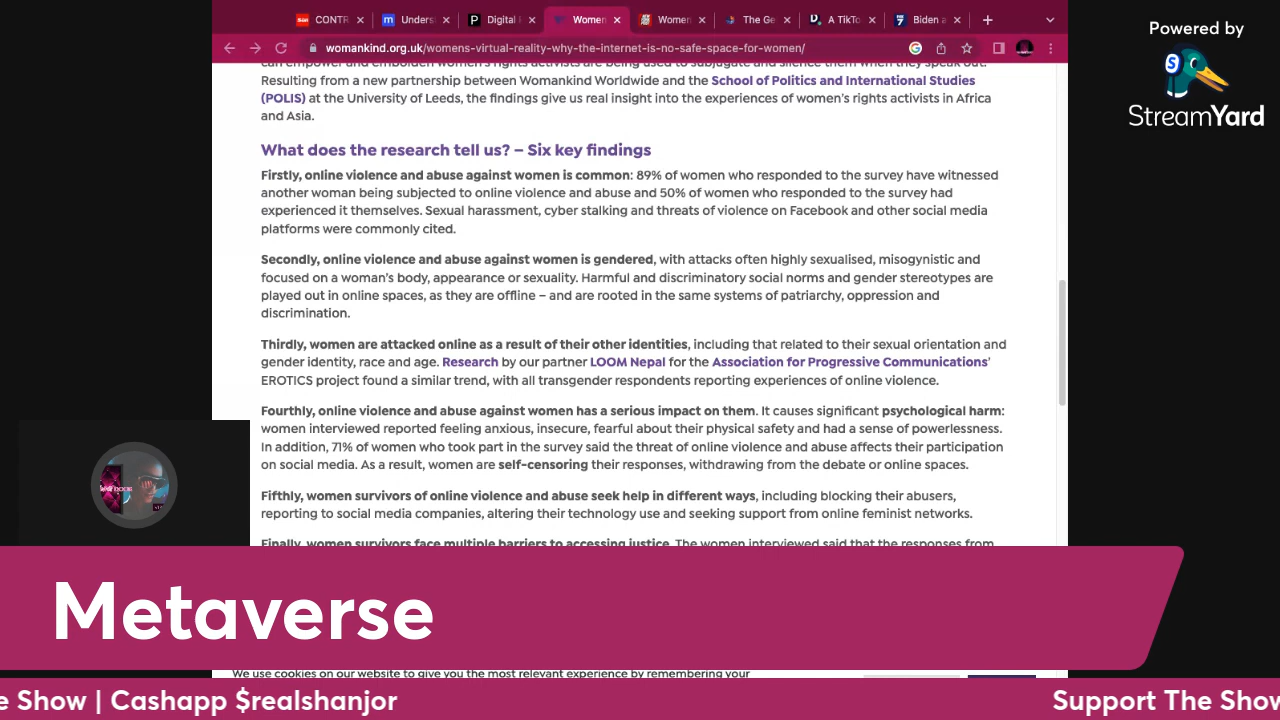 CONTR
Unders
Digital
Women
Women
The Ge
A TikTo
Biden a
womankind.org.uk/womens-virtual-reality-why-the-internet-is-no-safe-space-for-women/
Powered by
StreamYard
can empower and embolden women's rights activists are being used to subjugate and silence them when they speak out.
Resulting from a new partnership between Womankind Worldwide and the School of Politics and International Studies
(POLIS) at the University of Leeds, the findings give us real insight into the experiences of women's rights activists in Africa
and Asia.
What does the research tell us? – Six key findings
Firstly, online violence and abuse against women is common: 89% of women who responded to the survey have witnessed
another woman being subjected to online violence and abuse and 50% of women who responded to the survey had
experienced it themselves. Sexual harassment, cyber stalking and threats of violence on Facebook and other social media
platforms were commonly cited.
Secondly, online violence and abuse against women is gendered, with attacks often highly sexualised, misogynistic and
focused on a woman's body, appearance or sexuality. Harmful and discriminatory social norms and gender stereotypes are
played out in online spaces, as they are offline – and are rooted in the same systems of patriarchy, oppression and
discrimination.
Thirdly, women are attacked online as a result of their other identities, including that related to their sexual orientation and
gender identity, race and age. Research by our partner LOOM Nepal for the Association for Progressive Communications'
EROTICS project found a similar trend, with all transgender respondents reporting experiences of online violence.
Fourthly, online violence and abuse against women has a serious impact on them. It causes significant psychological harm:
women interviewed reported feeling anxious, insecure, fearful about their physical safety and had a sense of powerlessness.
In addition, 71% of women who took part in the survey said the threat of online violence and abuse affects their participation
on social media. As a result, women are self-censoring their responses, withdrawing from the debate or online spaces.
Fifthly, women survivors of online violence and abuse seek help in different ways, including blocking their abusers,
reporting to social media companies, altering their technology use and seeking support from online feminist networks.
Finally, women survivors face multiple barriers to accessing justice. The women interviewed said that the responses from
Metaverse
We use cookies on our website to give you the most relevant experience by remembering your
e Show | Cashapp $realshanjor
Support The Show